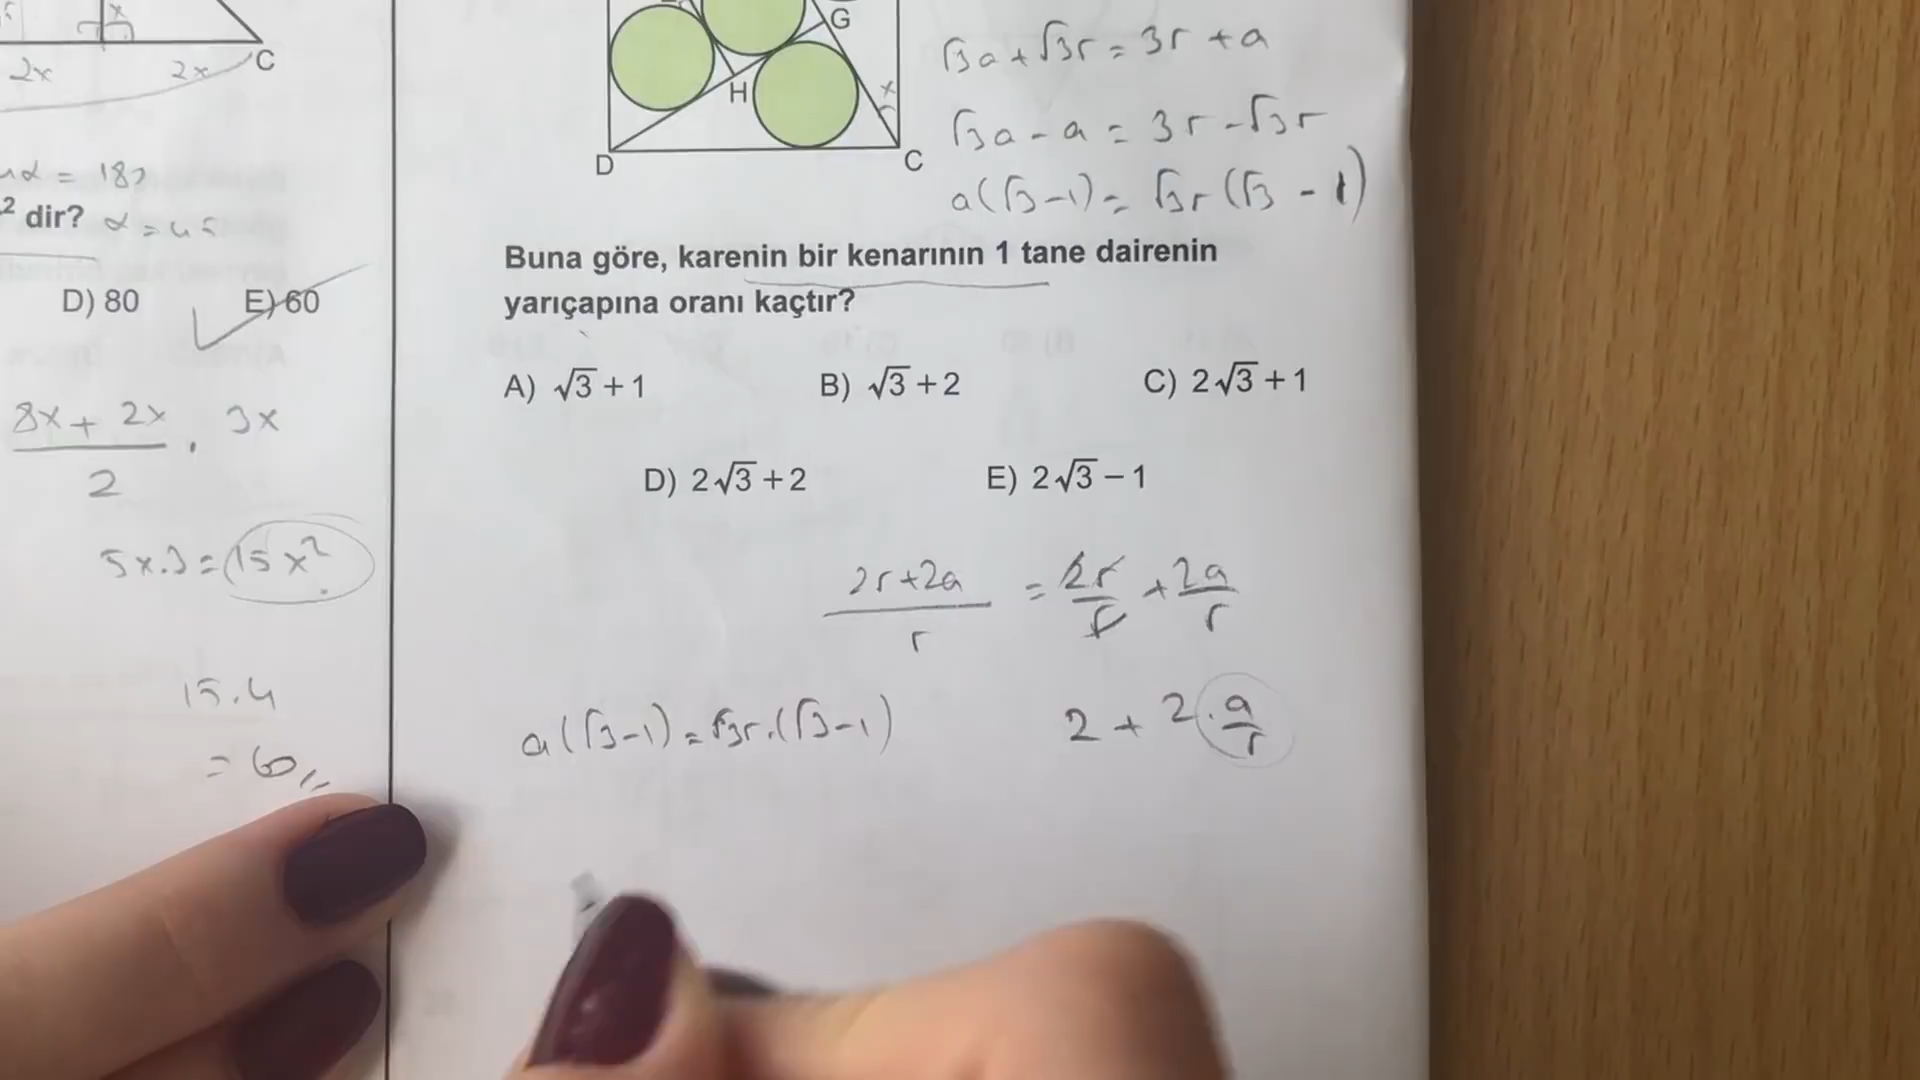 x
2x 2x C
α = 180
² dir? α = 45
D) 80 E) 60
8x + 2x / 2 . 3x
5x.3 = 15x²
15.4
= 60,,
G
H
x
D C
√3a + √3r = 3r + a
√3a - a = 3r - √3r
a(√3-1) = √3r(√3 - 1)
Buna göre, karenin bir kenarının 1 tane dairenin
yarıçapına oranı kaçtır?
A) √3 + 1 B) √3 + 2 C) 2√3 + 1
D) 2√3 + 2 E) 2√3 - 1
2r+2a / r = 2r / r + 2a / r
a(√3-1) = √3r.(√3-1) 2 + 2. a / r